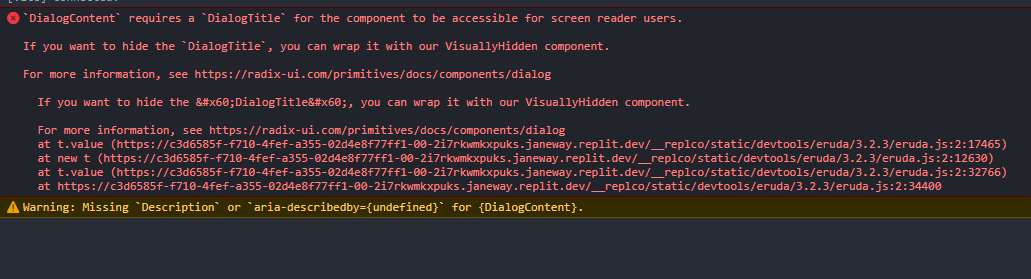 `DialogContent` requires a `DialogTitle` for the component to be accessible for screen reader users.
If you want to hide the `DialogTitle`, you can wrap it with our VisuallyHidden component.
For more information, see https://radix-ui.com/primitives/docs/components/dialog
If you want to hide the &#x60;DialogTitle&#x60;, you can wrap it with our VisuallyHidden component.
For more information, see https://radix-ui.com/primitives/docs/components/dialog
at t.value (https://c3d6585f-f710-4fef-a355-02d4e8f77ff1-00-2i7rkwmkxpuks.janeway.replit.dev/__replco/static/devtools/eruda/3.2.3/eruda.js:2:17465)
at new t (https://c3d6585f-f710-4fef-a355-02d4e8f77ff1-00-2i7rkwmkxpuks.janeway.replit.dev/__replco/static/devtools/eruda/3.2.3/eruda.js:2:12630)
at t.value (https://c3d6585f-f710-4fef-a355-02d4e8f77ff1-00-2i7rkwmkxpuks.janeway.replit.dev/__replco/static/devtools/eruda/3.2.3/eruda.js:2:32766)
at https://c3d6585f-f710-4fef-a355-02d4e8f77ff1-00-2i7rkwmkxpuks.janeway.replit.dev/__replco/static/devtools/eruda/3.2.3/eruda.js:2:34400
Warning: Missing `Description` or `aria-describedby={undefined}` for {DialogContent}.